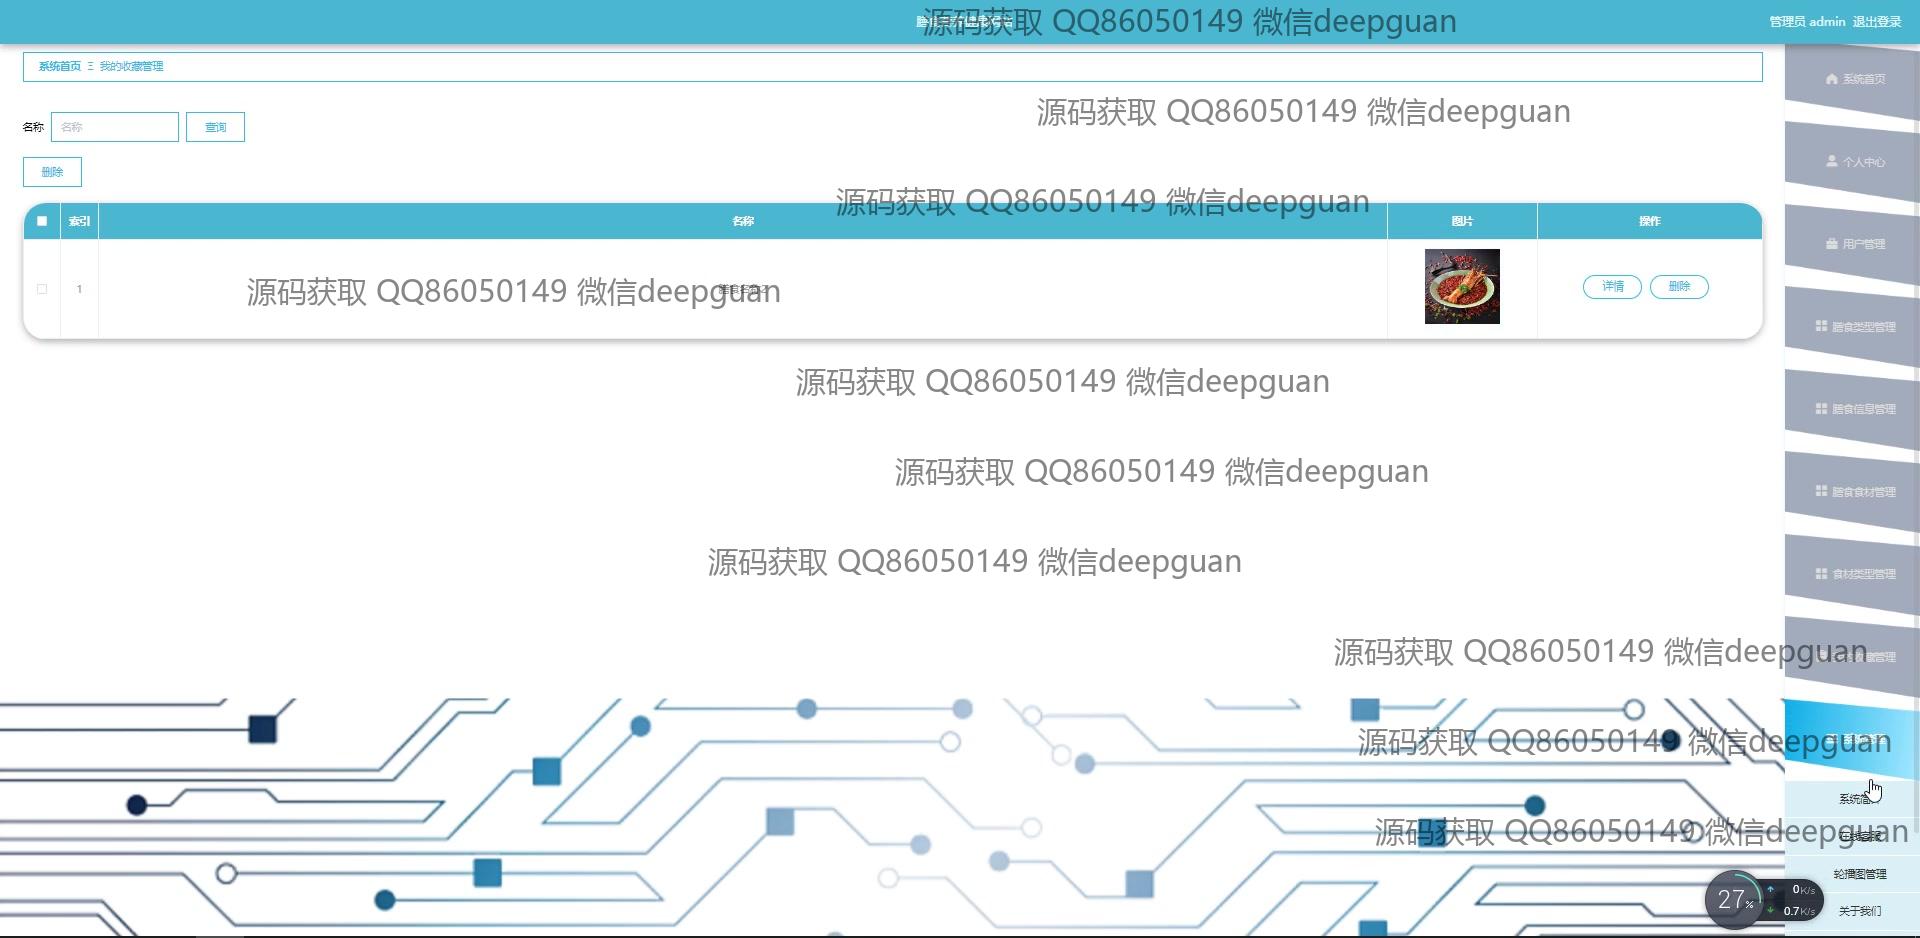 源码获取 QQ86050149 微信deepguan
管理员 admin 退出登录
系统首页 Ξ 我的收藏管理
系统首页
源码获取 QQ86050149 微信deepguan
名称 名称 查询
个人中心
删除
源码获取 QQ86050149 微信deepguan
索引 名称 图片 操作
用户管理
1 详情 删除
源码获取 QQ86050149 微信deepguan
膳食类型管理
源码获取 QQ86050149 微信deepguan
膳食信息管理
源码获取 QQ86050149 微信deepguan
膳食食材管理
源码获取 QQ86050149 微信deepguan
食材类型管理
源码获取 QQ86050149 微信deepguan
源码获取 QQ86050149 微信deepguan
源码获取 QQ86050149 微信deepguan
轮播图管理
27% 0K/s
0.7K/s
关于我们